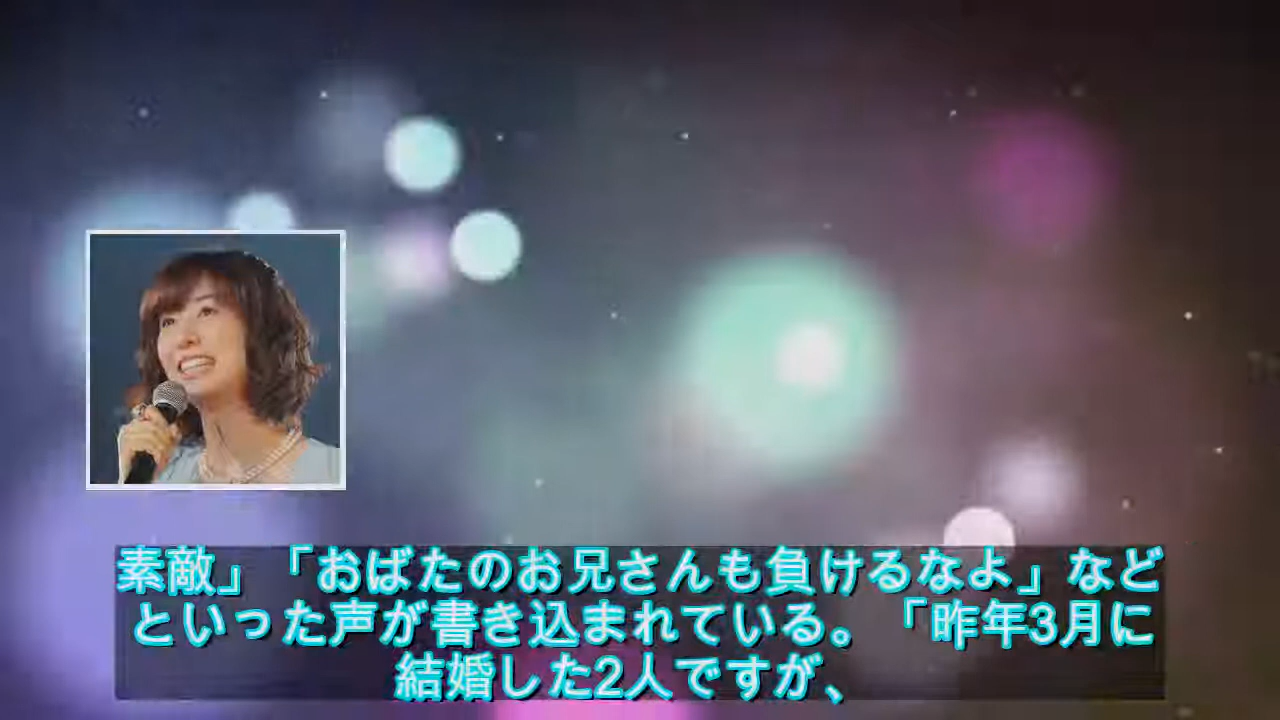 素敵」「おばたのお兄さんも負けるなよ」など
といった声が書き込まれている。「昨年3月に
結婚した2人ですが、